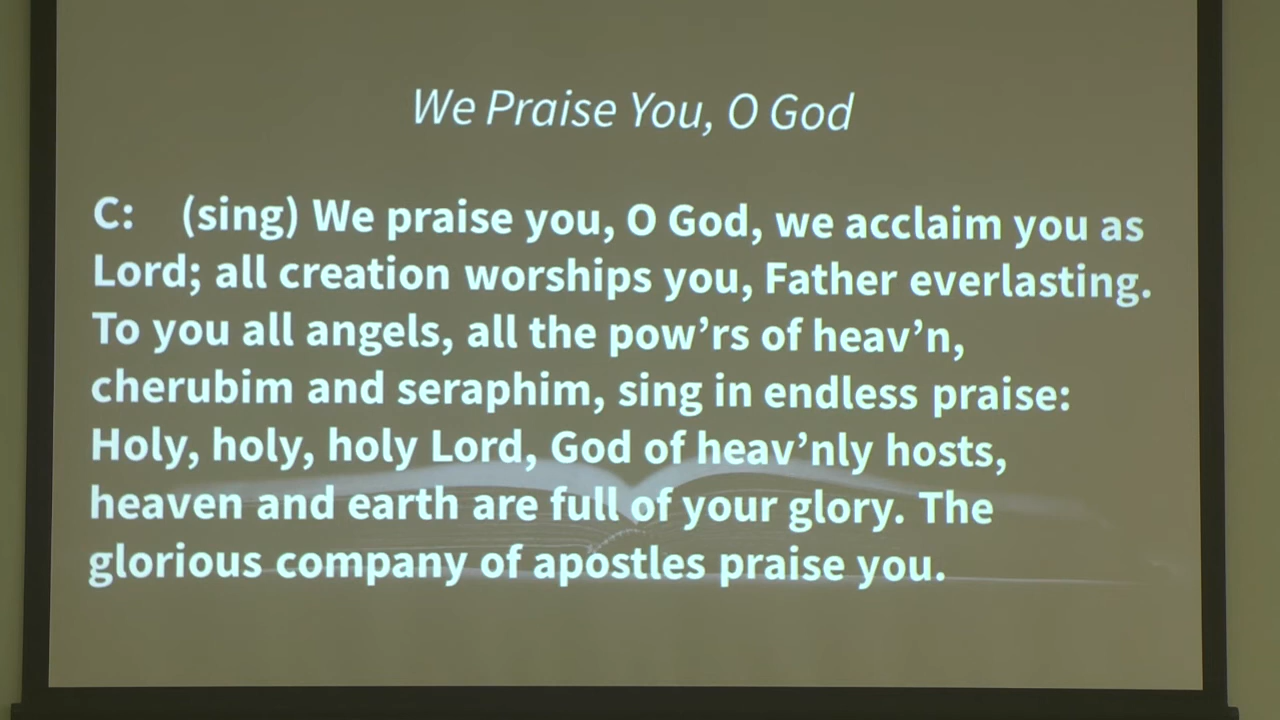 We Praise You, O God
C: (sing) We praise you, O God, we acclaim you as
Lord; all creation worships you, Father everlasting.
To you all angels, all the pow’rs of heav’n,
cherubim and seraphim, sing in endless praise:
Holy, holy, holy Lord, God of heav’nly hosts,
heaven and earth are full of your glory. The
glorious company of apostles praise you.